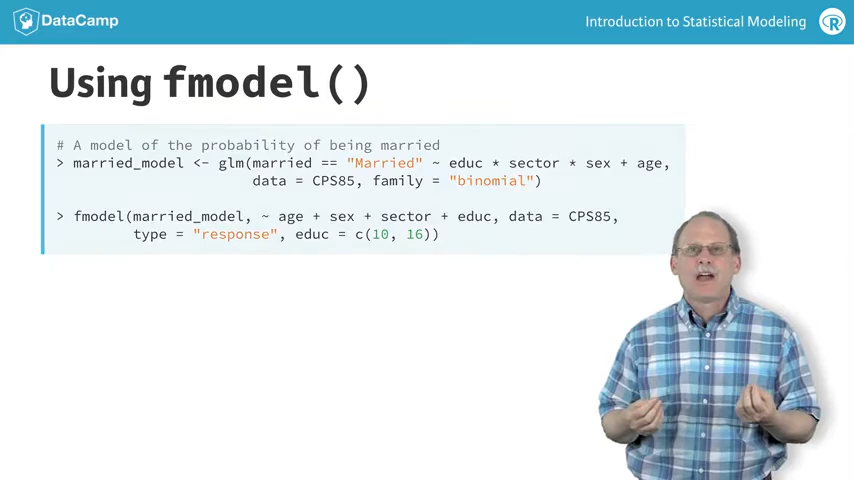 DataCamp
Introduction to Statistical Modeling
R
Using fmodel()
# A model of the probability of being married
> married_model <- glm(married == "Married" ~ educ * sector * sex + age,
data = CPS85, family = "binomial")
> fmodel(married_model, ~ age + sex + sector + educ, data = CPS85,
type = "response", educ = c(10, 16))